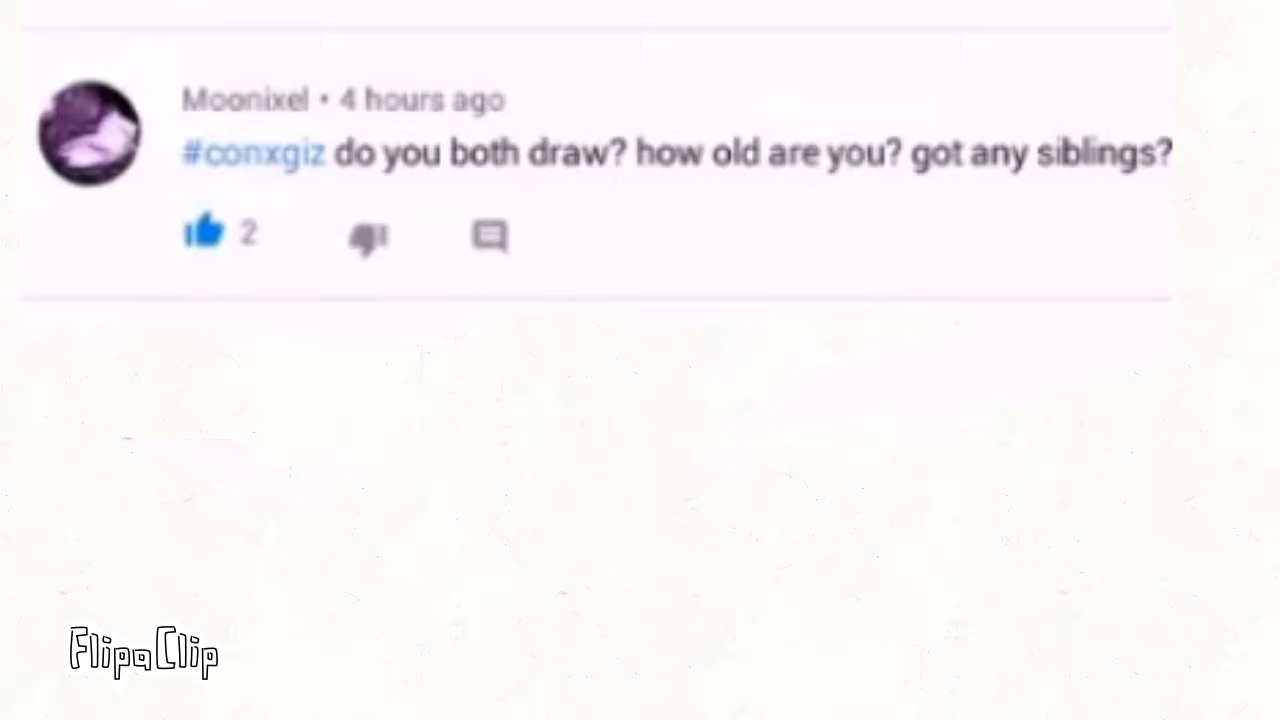 Moonixel • 4 hours ago
#conxgiz do you both draw? how old are you? got any siblings?
2
FlipaClip